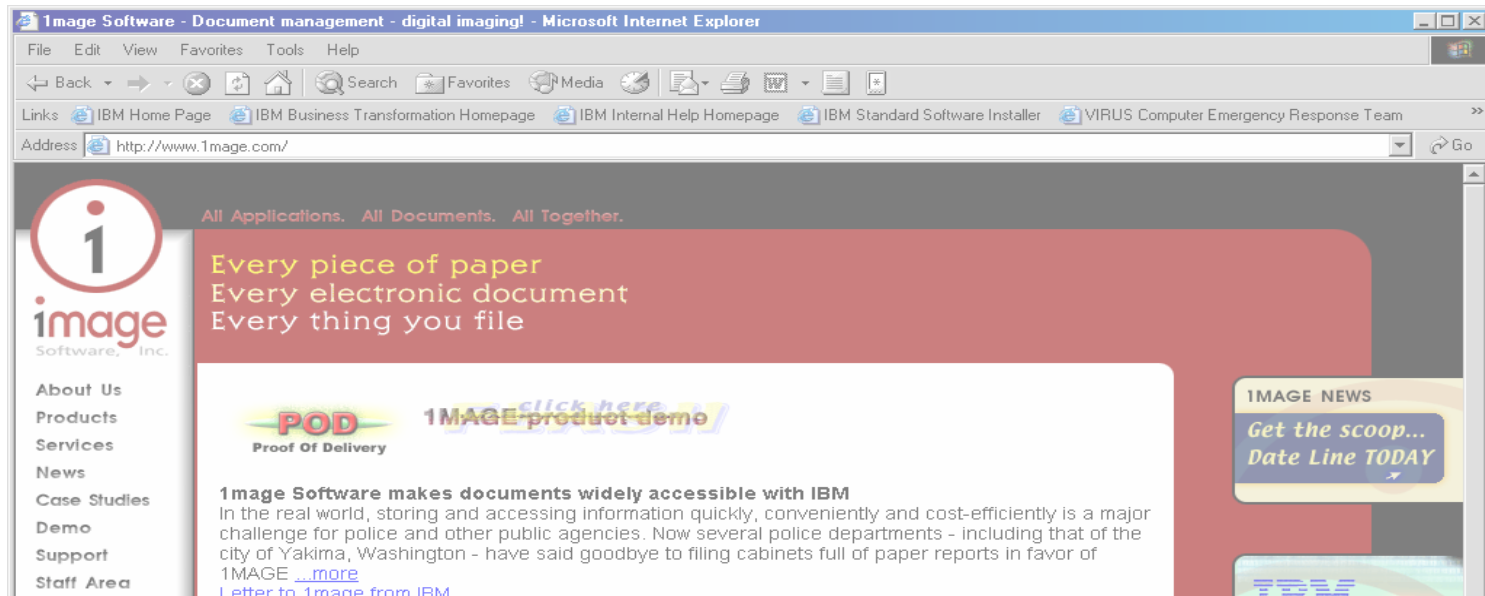 1mage Software - Document management - digital imaging! - Microsoft Internet Explorer
File Edit View Favorites Tools Help
Back Search Favorites Media
Links IBM Home Page IBM Business Transformation Homepage IBM Internal Help Homepage IBM Standard Software Installer VIRUS Computer Emergency Response Team »
Address http://www.1mage.com/ Go
All Applications. All Documents. All Together.
1
1mage
Software, Inc.
Every piece of paper
Every electronic document
Every thing you file
About Us
Products
Services
News
Case Studies
Demo
Support
Staff Area
POD
Proof Of Delivery
click here
1MAGE product demo
1mage Software makes documents widely accessible with IBM
In the real world, storing and accessing information quickly, conveniently and cost-efficiently is a major
challenge for police and other public agencies. Now several police departments - including that of the
city of Yakima, Washington - have said goodbye to filing cabinets full of paper reports in favor of
1MAGE ...more
Letter to 1mage from IBM
1MAGE NEWS
Get the scoop...
Date Line TODAY
IBM